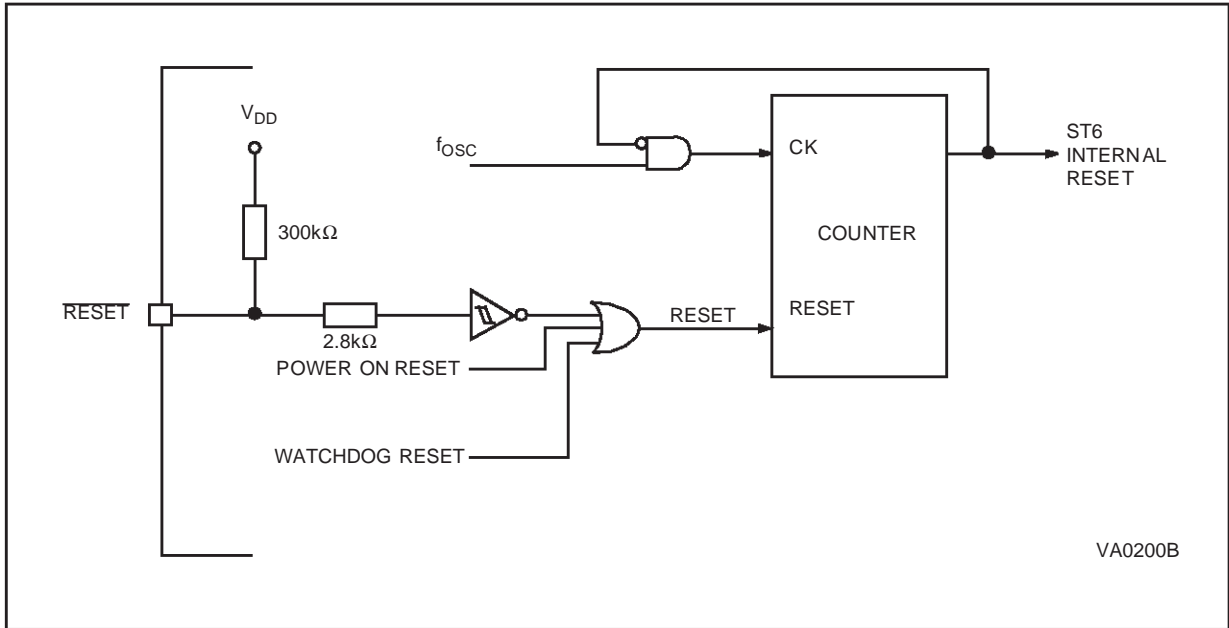 V_DD
f_OSC
CK
ST6
INTERNAL
RESET
300kΩ
COUNTER
RESET
2.8kΩ
RESET
RESET
POWER ON RESET
WATCHDOG RESET
VA0200B